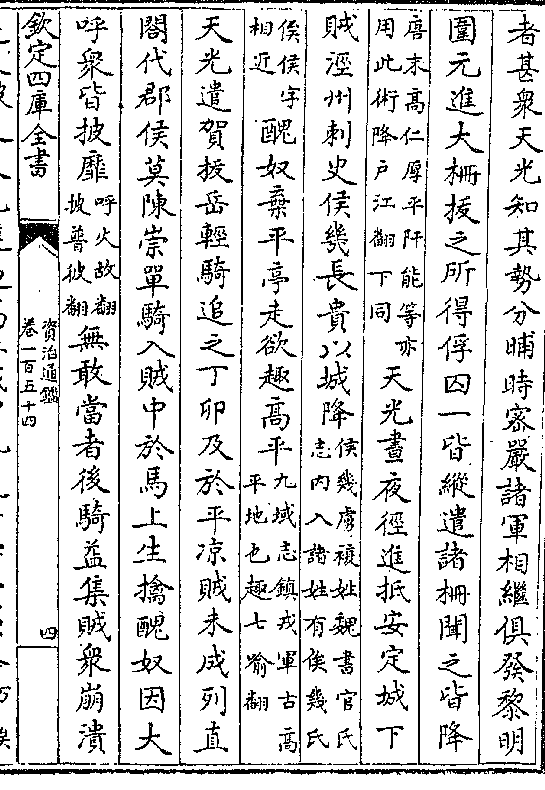 者甚衆天光知其勢分晡時密嚴諸軍相繼俱發黎明
圍元進大柵拔之所得俘囚一皆縱遣諸柵聞之皆降
唐末高仁厚平阡能等亦
用此術降户江翻下同
天光晝夜徑進抵安定城下
賊涇州刺史侯幾長貴以城降
侯幾虜複姓魏書官氏
志内入諸姓有俟幾氏
俟侯字
相近
醜奴棄平亭走欲趣高平
九域志鎮戎軍古高
平地也趣七喻翻
天光遣賀拔岳輕騎追之丁卯及於平凉賊未成列直
閤代郡侯莫陳崇單騎入賊中於馬上生擒醜奴因大
呼衆皆披靡
呼火故翻
披普彼翻
無敢當者後騎益集賊衆崩潰
欽定四庫全書
資治通鑑
卷一百五十四
四